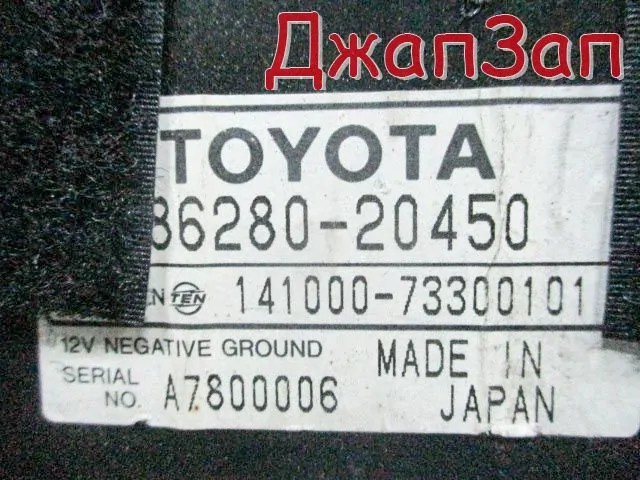 ДжапЗап
TOYOTA
86280-20450
N TEN 141000-73300101
12V NEGATIVE GROUND
SERIAL NO. A7800006
MADE IN
JAPAN